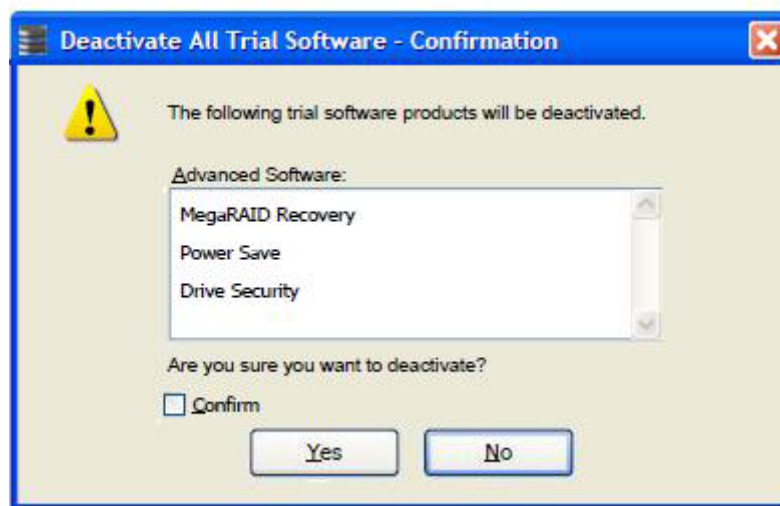 Deactivate All Trial Software - Confirmation
The following trial software products will be deactivated.
Advanced Software:
MegaRAID Recovery
Power Save
Drive Security
Are you sure you want to deactivate?
Confirm
Yes No